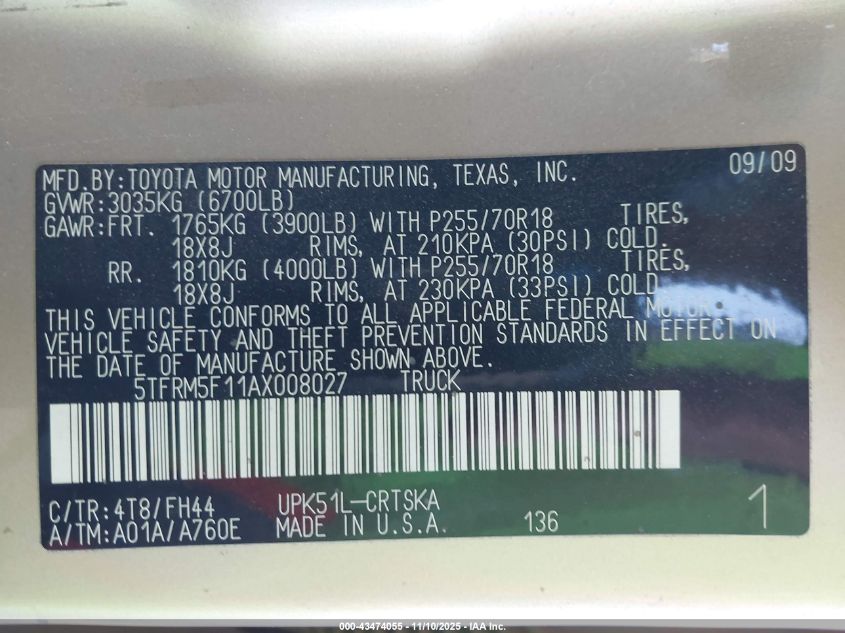 MFD.BY:TOYOTA MOTOR MANUFACTURING, TEXAS, INC. 09/09
GVWR:3035KG (6700LB)
GAWR:FRT. 1765KG (3900LB) WITH P255/70R18 TIRES,
18X8J RIMS, AT 210KPA (30PSI) COLD.
RR. 1810KG (4000LB) WITH P255/70R18 TIRES,
18X8J RIMS, AT 230KPA (33PSI) COLD.
THIS VEHICLE CONFORMS TO ALL APPLICABLE FEDERAL MOTOR
VEHICLE SAFETY AND THEFT PREVENTION STANDARDS IN EFFECT ON
THE DATE OF MANUFACTURE SHOWN ABOVE.
5TFRM5F11AX008027 TRUCK
C/TR:4T8/FH44 UPK51L-CRTSKA
A/TM:A01A/A760E MADE IN U.S.A. 136 1
000-43474055 - 11/10/2025 - IAA Inc.